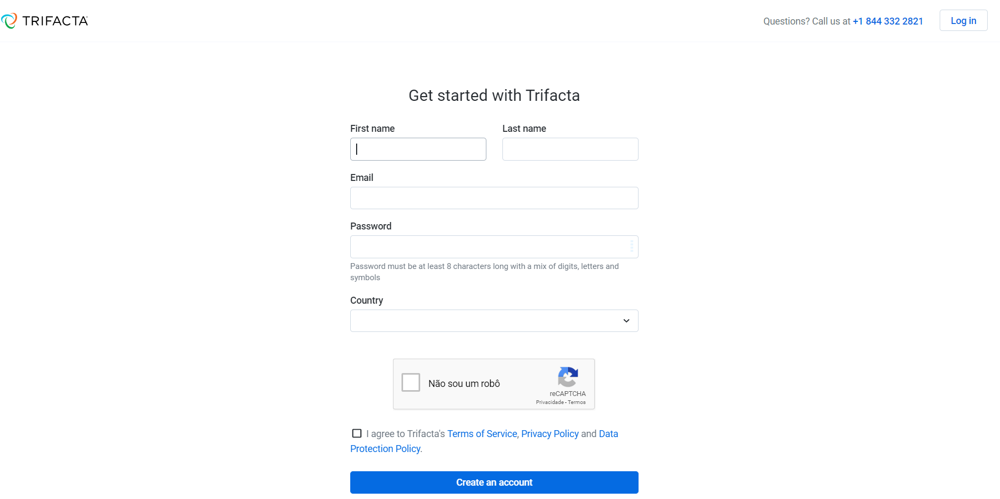 TRIFACTA
Questions? Call us at +1 844 332 2821
Log in
Get started with Trifacta
First name
Last name
Email
Password
Password must be at least 8 characters long with a mix of digits, letters and
symbols
Country
Não sou um robô
reCAPTCHA
Privacidade - Termos
I agree to Trifacta's Terms of Service, Privacy Policy and Data
Protection Policy.
Create an account